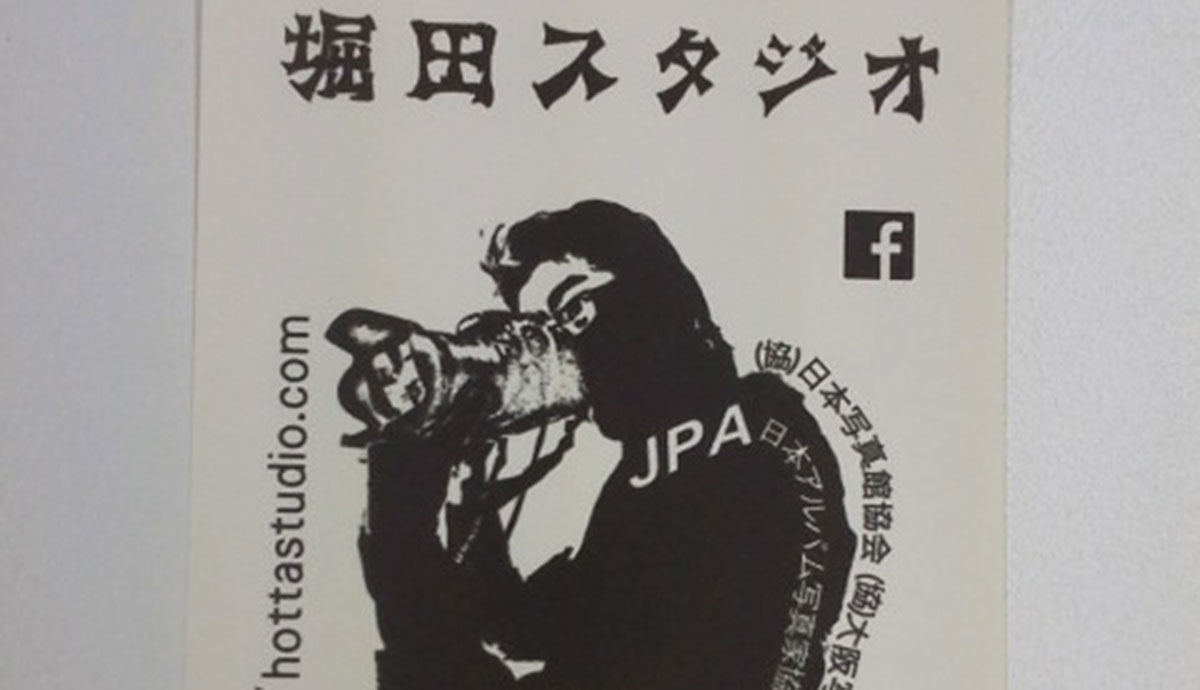 堀田スタジオ
f
hottastudio.com
JPA
(協)日本写真館協会 (協)大阪写
日本アルバム写真家協